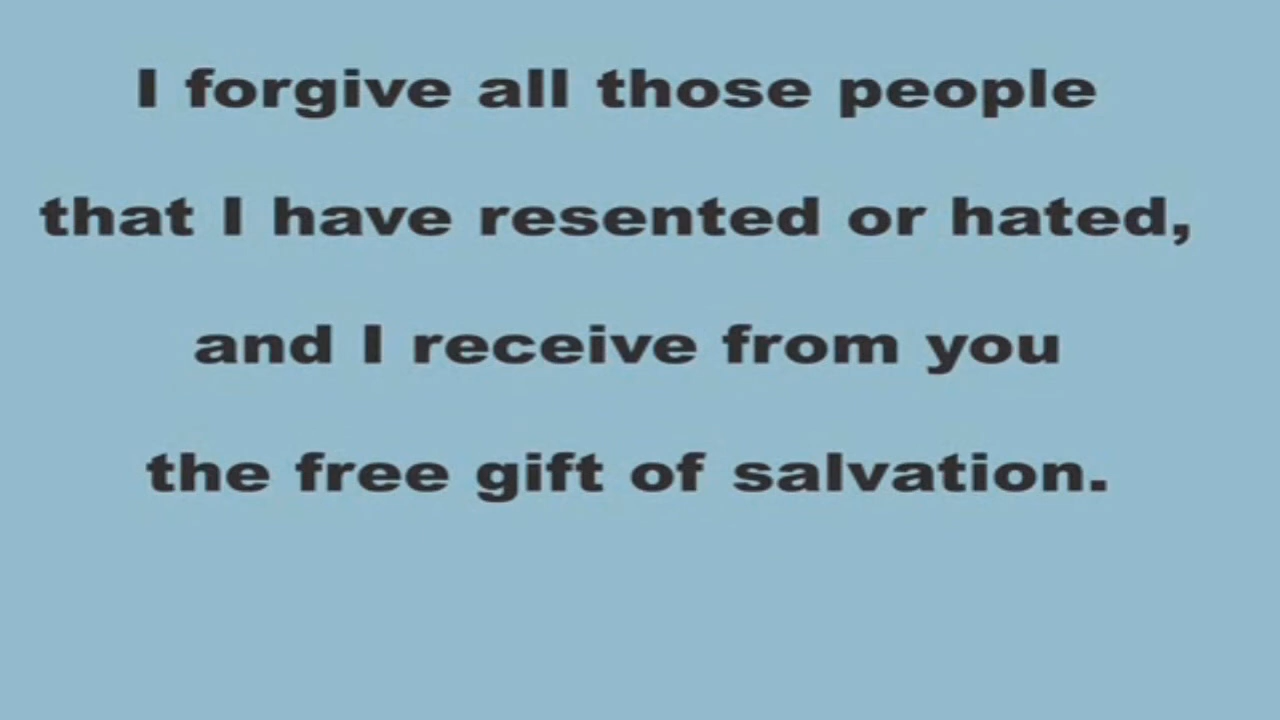 I forgive all those people
that I have resented or hated,
and I receive from you
the free gift of salvation.